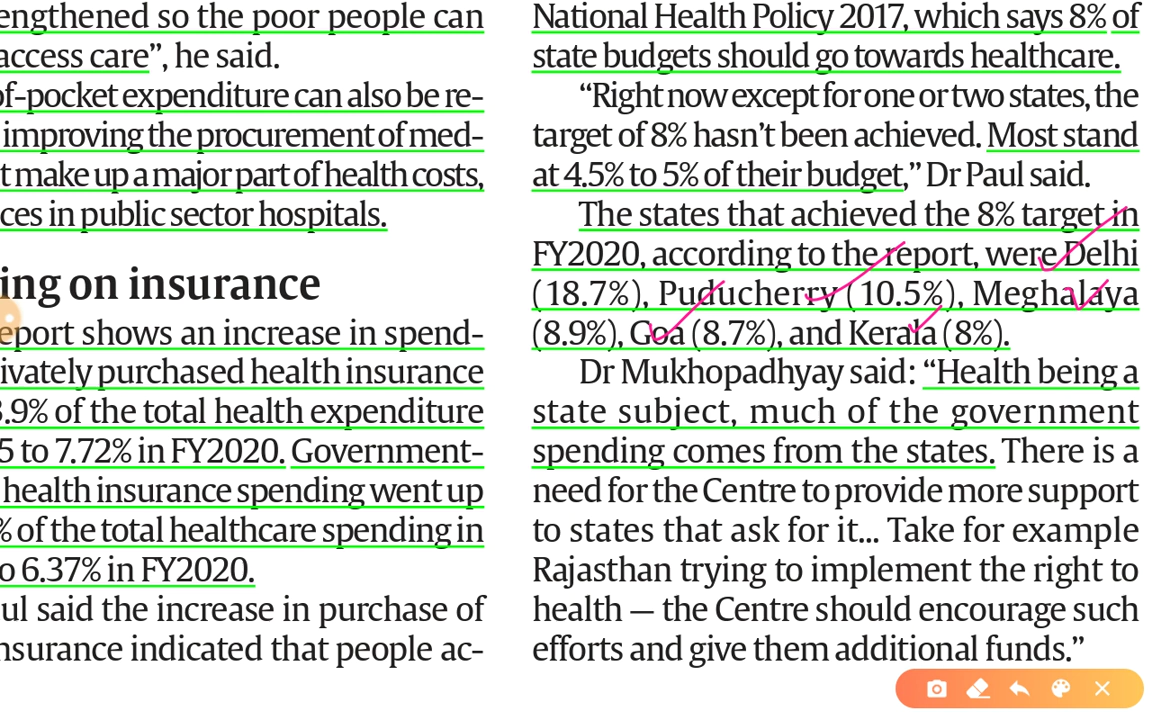 engthened so the poor people can
access care”, he said.
of-pocket expenditure can also be re-
improving the procurement of med-
t make up a major part of health costs,
ces in public sector hospitals.
ing on insurance
eport shows an increase in spend-
ivately purchased health insurance
3.9% of the total health expenditure
5 to 7.72% in FY2020. Government-
health insurance spending went up
% of the total healthcare spending in
o 6.37% in FY2020.
ul said the increase in purchase of
nsurance indicated that people ac-
National Health Policy 2017, which says 8% of
state budgets should go towards healthcare.
“Right now except for one or two states, the
target of 8% hasn’t been achieved. Most stand
at 4.5% to 5% of their budget,” Dr Paul said.
The states that achieved the 8% target in
FY2020, according to the report, were Delhi
(18.7%), Puducherry (10.5%), Meghalaya
(8.9%), Goa (8.7%), and Kerala (8%).
Dr Mukhopadhyay said: “Health being a
state subject, much of the government
spending comes from the states. There is a
need for the Centre to provide more support
to states that ask for it... Take for example
Rajasthan trying to implement the right to
health — the Centre should encourage such
efforts and give them additional funds.”